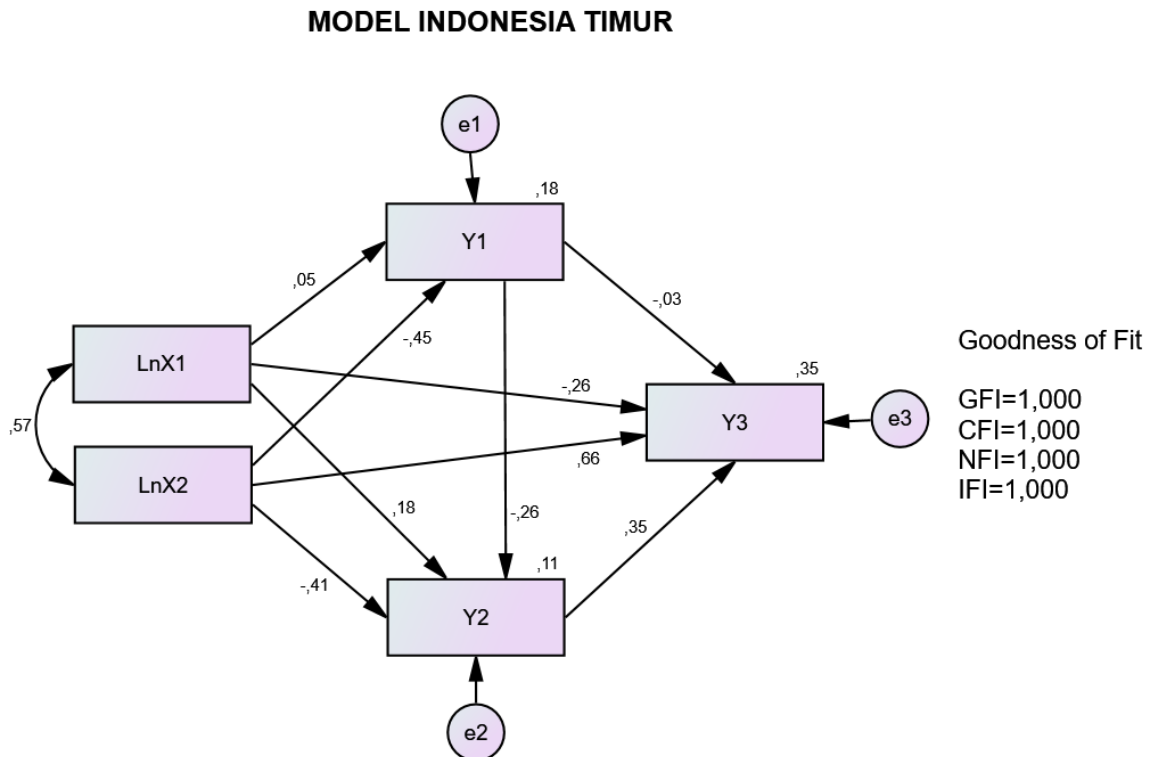 MODEL INDONESIA TIMUR
e1
,18
Y1
,05
-,03
-,45
LnX1
Goodness of Fit
,35
-,26
GFI=1,000
,57
Y3
e3
CFI=1,000
,66
NFI=1,000
LnX2
IFI=1,000
,18
-,26
,35
,11
-,41
Y2
e2